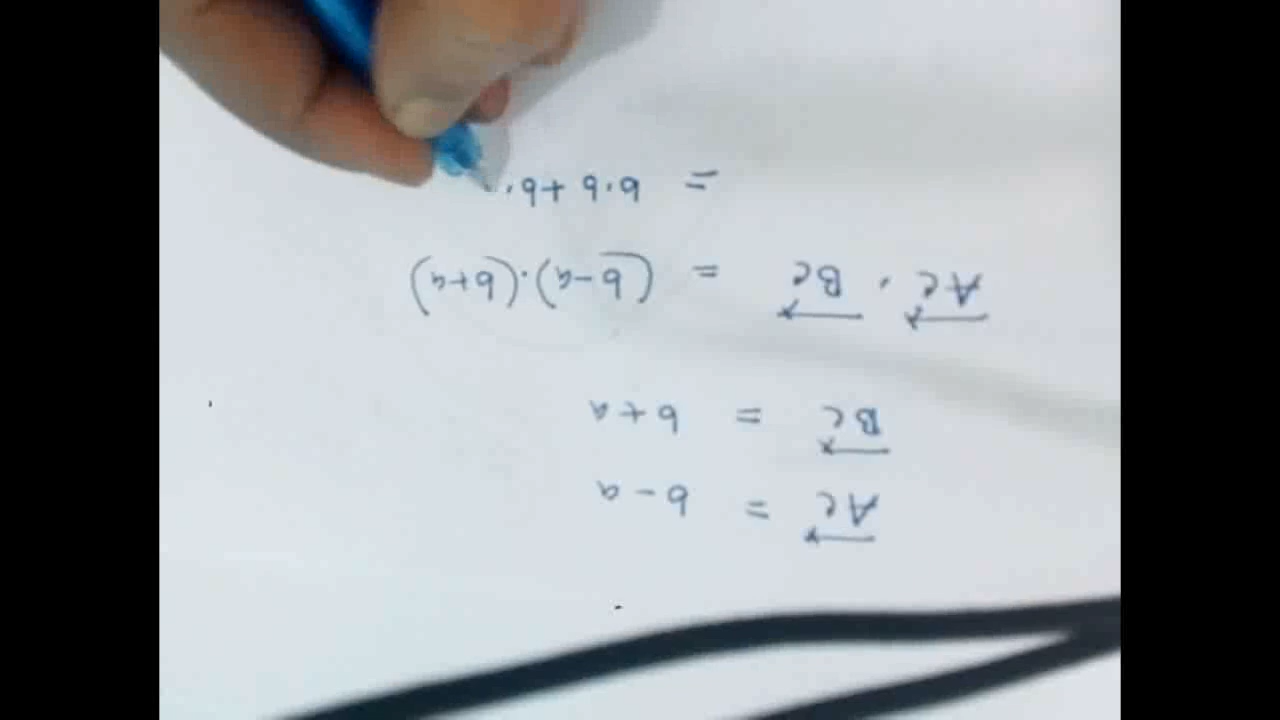 AC = b - a
BC = b + a
AC . BC = (b-a).(b+a)
= b.b + b.